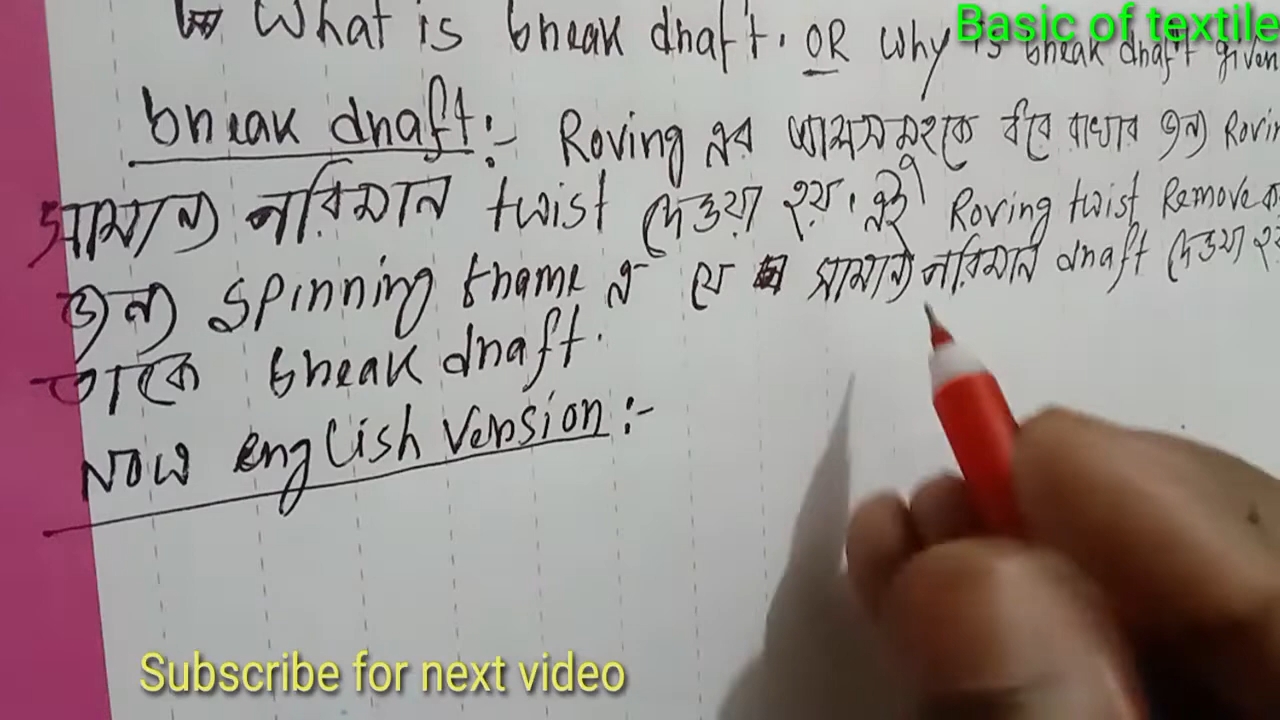 Basic of textile
What is break draft. OR why is break draft given
break draft:- Roving এর আঁশসমূহকে ধরে রাখার জন্য Rovin
সামান্য পরিমান twist দেওয়া হয়। এই Roving twist Remove ক
জন্য Spinning frame এ যে সামান্য পরিমান draft দেওয়া হয়
তাকে break draft.
Now english version:-
Subscribe for next video